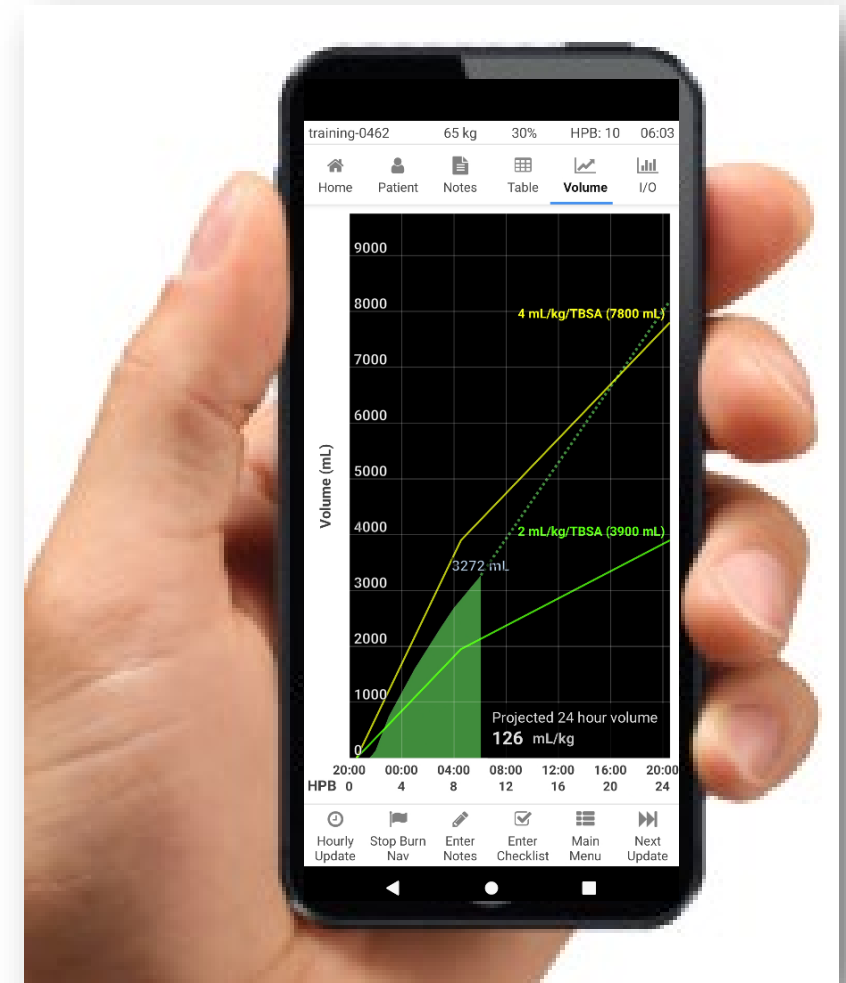 training-0462 65 kg 30% HPB: 10 06:03
Home Patient Notes Table Volume I/O
9000
8000
4 mL/kg/TBSA (7800 mL)
7000
6000
5000
Volume (mL)
4000
2 mL/kg/TBSA (3900 mL)
3272 mL
3000
2000
1000
Projected 24 hour volume
126 mL/kg
0
20:00 00:00 04:00 08:00 12:00 16:00 20:00
HPB 0 4 8 12 16 20 24
Hourly Stop Burn Enter Enter Main Next
Update Nav Notes Checklist Menu Update